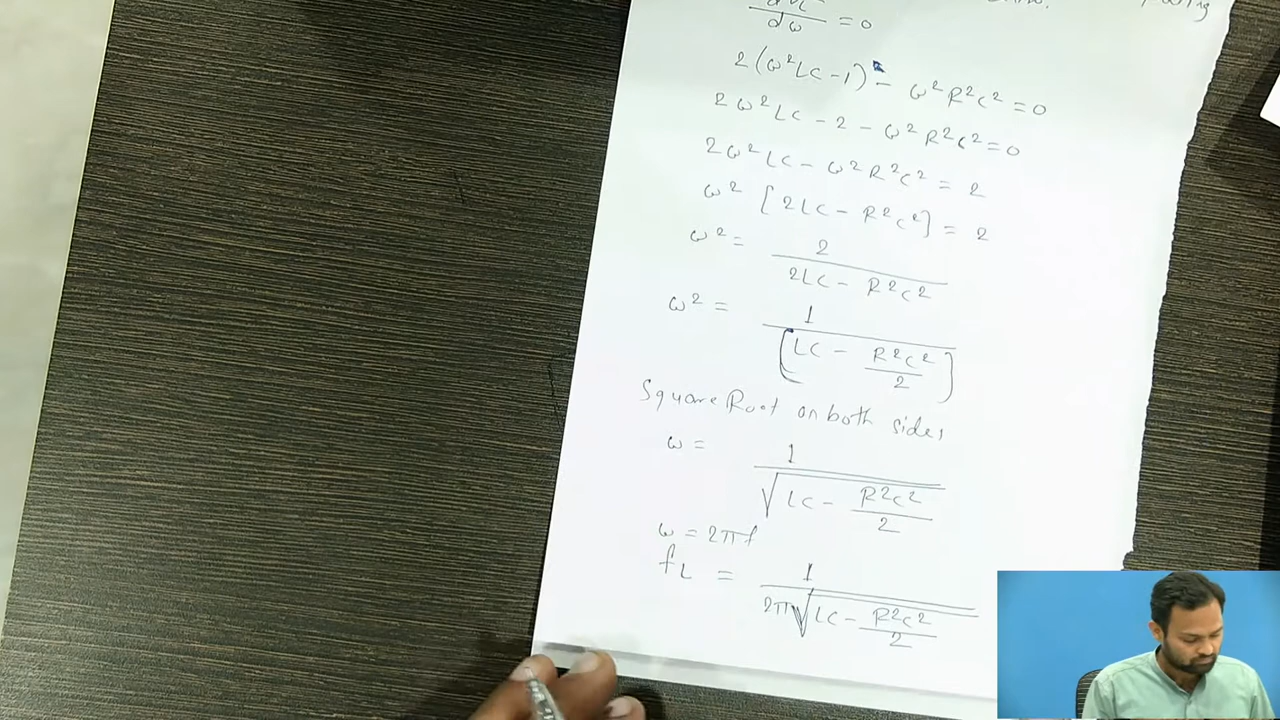 dω = 0
2(ω²LC - 1) - ω²R²C² = 0
2ω²LC - 2 - ω²R²C² = 0
2ω²LC - ω²R²C² = 2
ω² [2LC - R²C²] = 2
ω² = 2 / 2LC - R²C²
ω² = 1 / (LC - R²C²/2)
Square Root on both sides
ω = 1 / √LC - R²C²/2
ω = 2πf
fL = 1 / 2π√LC - R²C²/2